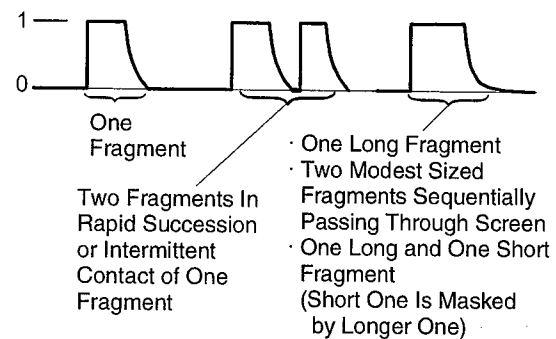 1
0
One
Fragment
Two Fragments In
Rapid Succession
or Intermittent
Contact of One
Fragment
· One Long Fragment
· Two Modest Sized
Fragments Sequentially
Passing Through Screen
· One Long and One Short
Fragment
(Short One Is Masked
by Longer One)